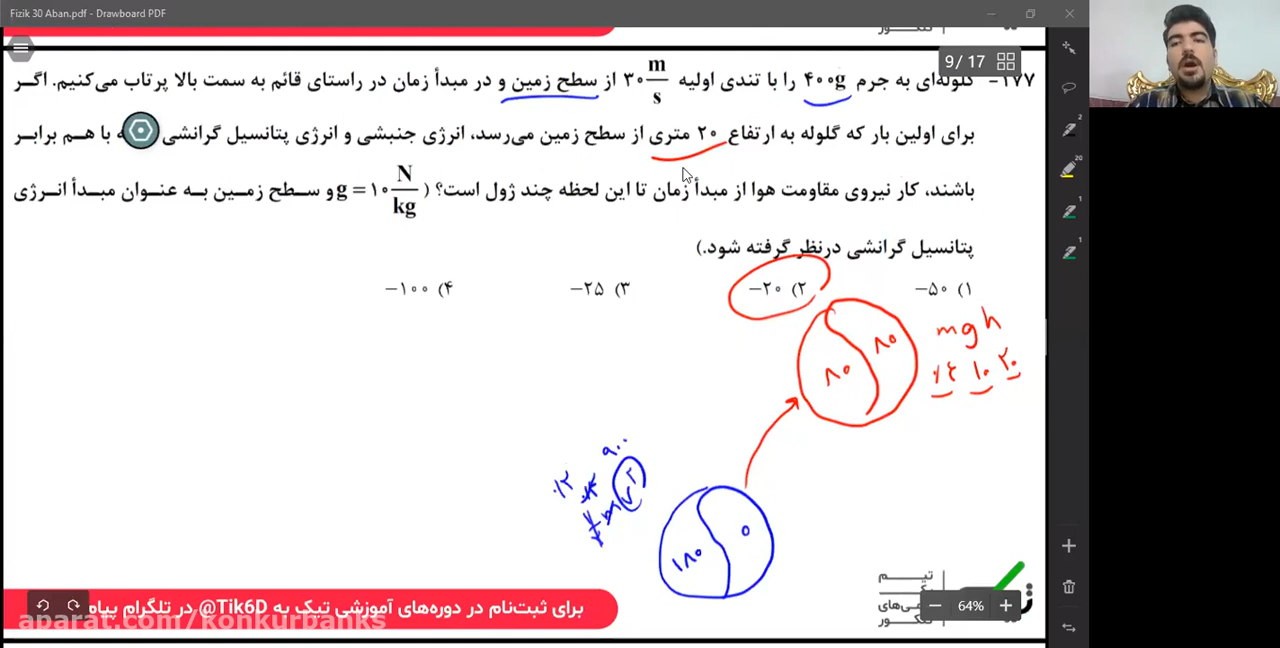 Fizik 30 Aban.pdf - Drawboard PDF
9/17
۱۷۷- گلوله‌ای به جرم ۴۰۰g را با تندی اولیه ۳۰ m/s از سطح زمین و در مبدأ زمان در راستای قائم به سمت بالا پرتاب می‌کنیم. اگر
برای اولین بار که گلوله به ارتفاع ۲۰ متری از سطح زمین می‌رسد، انرژی جنبشی و انرژی پتانسیل گرانشی با هم برابر
باشند، کار نیروی مقاومت هوا از مبدأ زمان تا این لحظه چند ژول است؟ (g = ۱۰ N/kg و سطح زمین به عنوان مبدأ انرژی
پتانسیل گرانشی درنظر گرفته شود.)
۱) ۵۰− ۲) ۲۰− ۳) ۲۵− ۴) ۱۰۰−
mgh
۸۰ ۸۰
۱۰ ۲۰
۹۰۰
۱۸۰ ۰
تیم
برای ثبت‌نام در دوره‌های آموزشی تیک به @Tik6D در تلگرام پیام
64%
aparat.com/konkurbanks